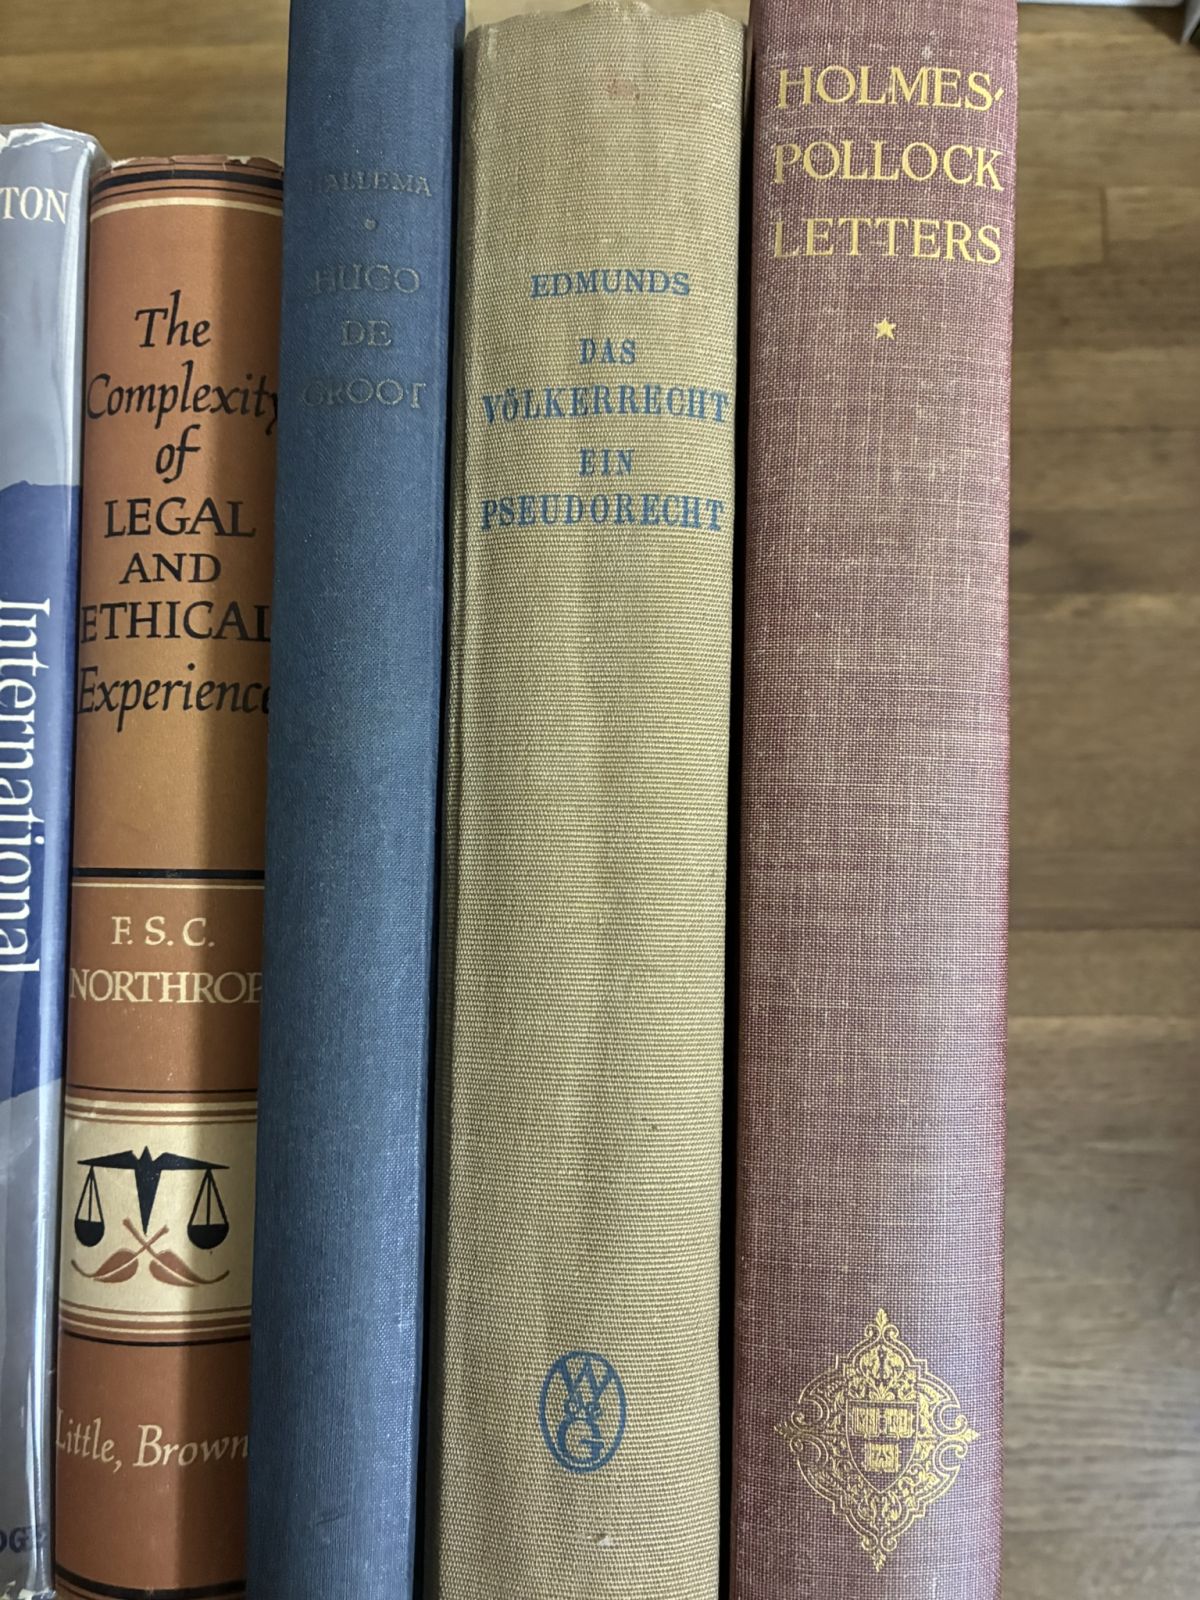 TON
International
The
Complexity
of
LEGAL
AND
ETHICAL
Experience
F. S. C.
NORTHROP
Little, Brown
ALLEMA
HUGO
DE
GROOT
EDMUNDS
DAS
VÖLKERRECHT
EIN
PSEUDORECHT
W
&
G
HOLMES-
POLLOCK
LETTERS